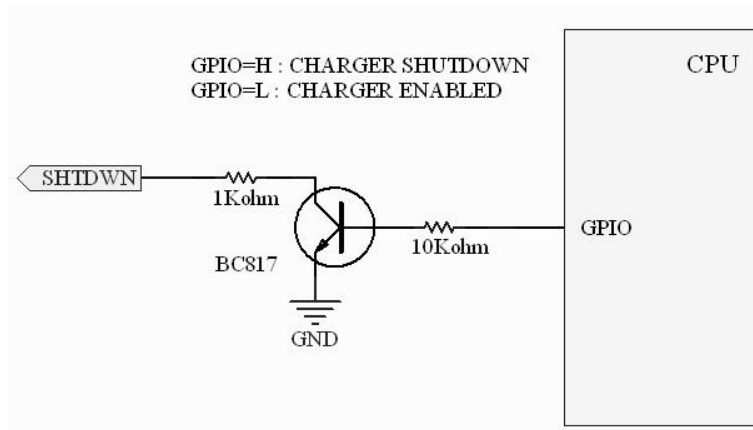 GPIO=H : CHARGER SHUTDOWN
GPIO=L : CHARGER ENABLED
CPU
SHTDWN
1Kohm
10Kohm
GPIO
BC817
GND